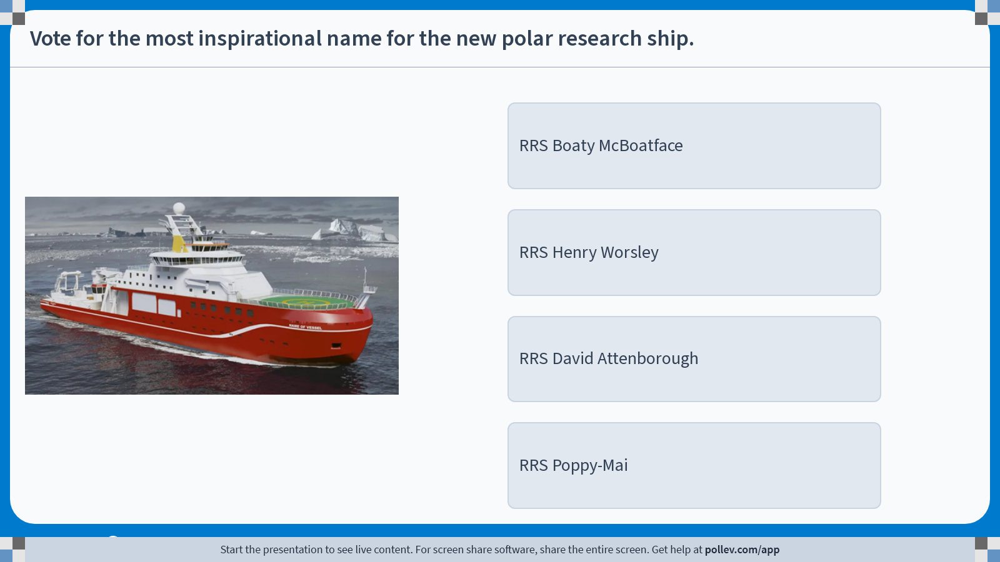 Vote for the most inspirational name for the new polar research ship.
RRS Boaty McBoatface
RRS Henry Worsley
RRS David Attenborough
RRS Poppy-Mai
NAME OF VESSEL
Start the presentation to see live content. For screen share software, share the entire screen. Get help at pollev.com/app